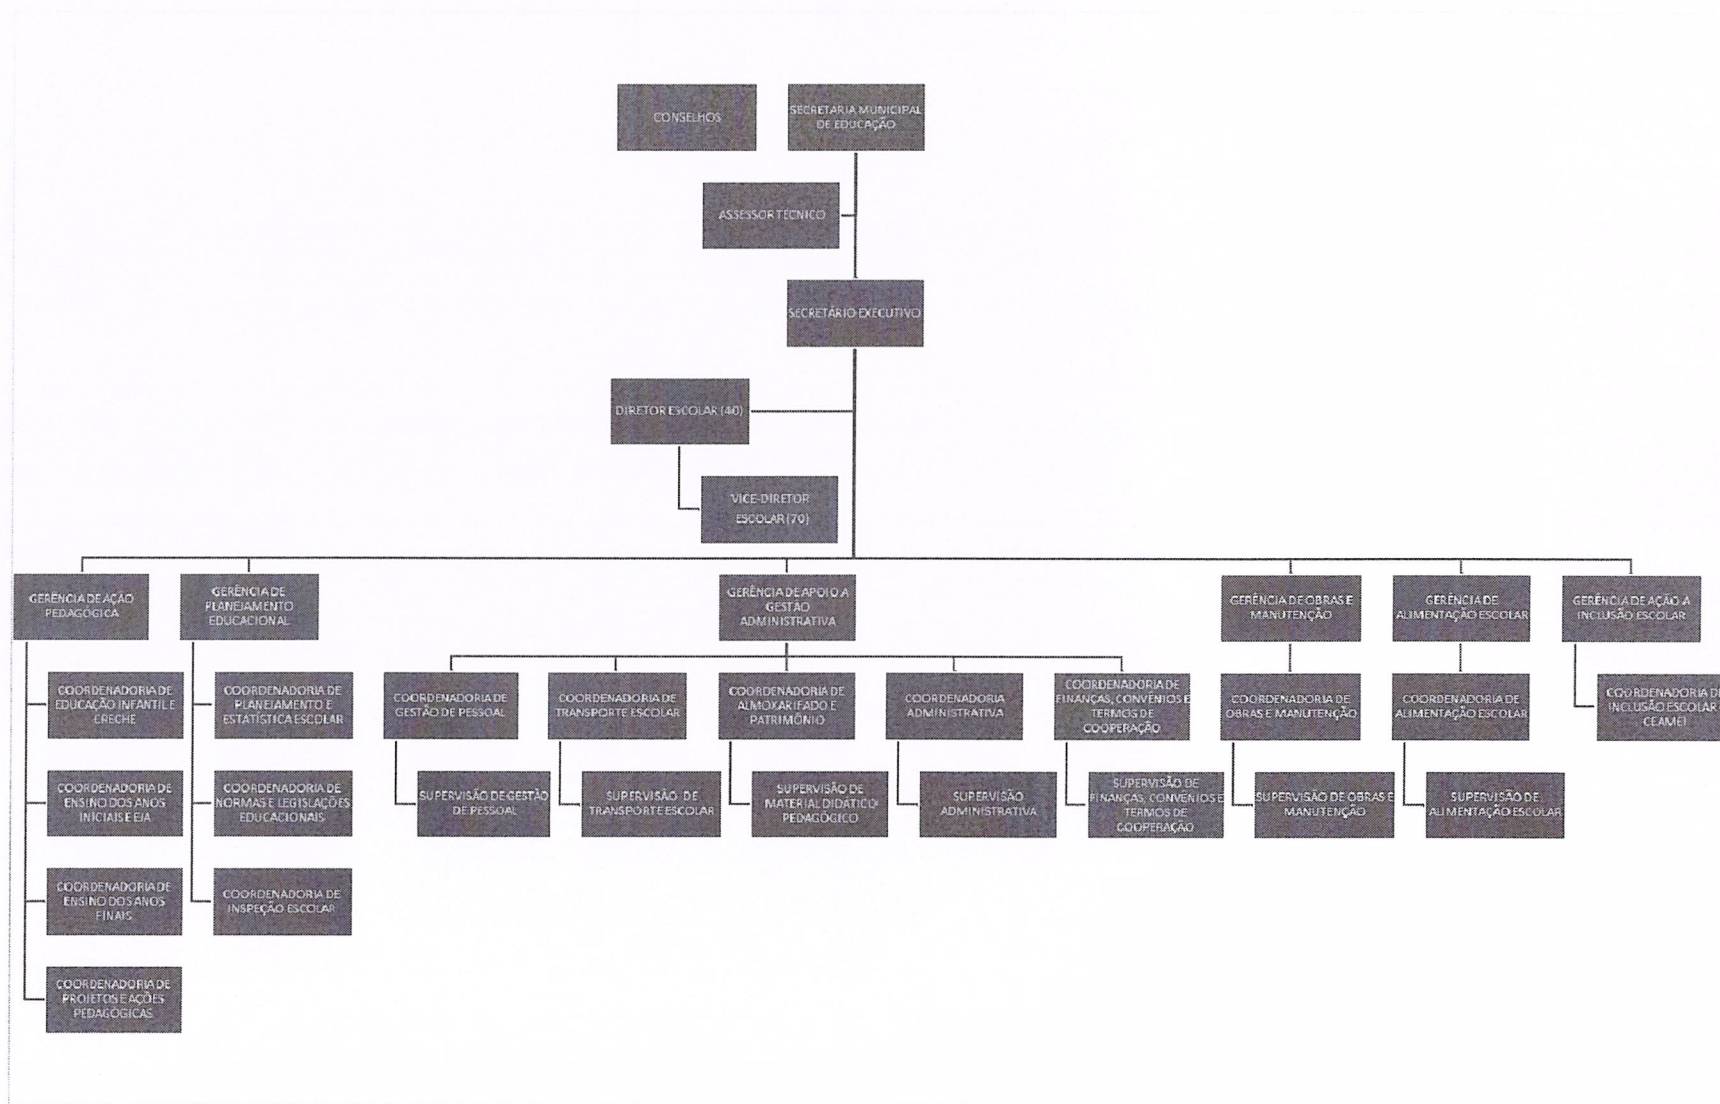 CONSELHOS
SECRETARIA MUNICIPAL
DE EDUCAÇÃO
ASSESSOR TECNICO
SECRETÁRIO EXECUTIVO
DIRETOR ESCOLAR (40)
VICE-DIRETOR
ESCOLAR (70)
GERÊNCIA DE AÇÃO
PEDAGÓGICA
GERÊNCIA DE
PLANEJAMENTO
EDUCACIONAL
GERÊNCIA DE APOIO A
GESTÃO
ADMINISTRATIVA
GERÊNCIA DE OBRAS E
MANUTENÇÃO
GERÊNCIA DE
ALIMENTAÇÃO ESCOLAR
GERÊNCIA DE AÇÃO A
INCLUSÃO ESCOLAR
COORDENADORIA DE
EDUCAÇÃO INFANTIL E
CRECHE
COORDENADORIA DE
PLANEJAMENTO E
ESTATÍSTICA ESCOLAR
COORDENADORIA DE
GESTÃO DE PESSOAL
COORDENADORIA DE
TRANSPORTE ESCOLAR
COORDENADORIA DE
ALMOXARIFADO E
PATRIMÔNIO
COORDENADORIA
ADMINISTRATIVA
COORDENADORIA DE
FINANÇAS, CONVÊNIOS E
TERMOS DE
COOPERAÇÃO
COORDENADORIA DE
OBRAS E MANUTENÇÃO
COORDENADORIA DE
ALIMENTAÇÃO ESCOLAR
COORDENADORIA DE
INCLUSÃO ESCOLAR
CEAMEI
COORDENADORIA DE
ENSINO DOS ANOS
INICIAIS E EJA
COORDENADORIA DE
NORMAS E LEGISLAÇÕES
EDUCACIONAIS
SUPERVISÃO DE GESTÃO
DE PESSOAL
SUPERVISÃO DE
TRANSPORTE ESCOLAR
SUPERVISÃO DE
MATERIAL DIDÁTICO
PEDAGÓGICO
SUPERVISÃO
ADMINISTRATIVA
SUPERVISÃO DE
FINANÇAS, CONVENIOS E
TERMOS DE
COOPERAÇÃO
SUPERVISÃO DE OBRAS E
MANUTENÇÃO
SUPERVISÃO DE
ALIMENTAÇÃO ESCOLAR
COORDENADORIA DE
ENSINO DOS ANOS
FINAIS
COORDENADORIA DE
INSPEÇÃO ESCOLAR
COORDENADORIA DE
PROJETOS E AÇÕES
PEDAGÓGICAS